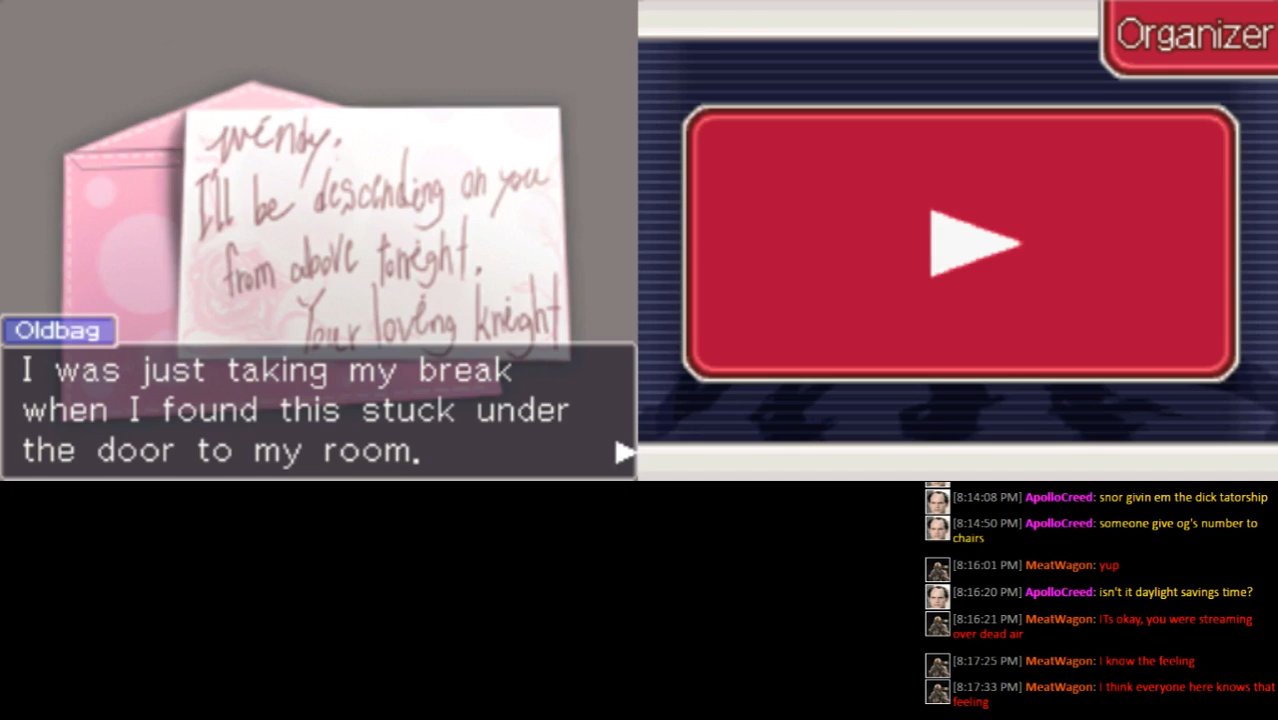 Wendy,
I'll be descending on you
from above tonight.
Your loving knight
Oldbag
I was just taking my break
when I found this stuck under
the door to my room.
Organizer
[8:14:08 PM] ApolloCreed: snor givin em the dick tatorship
[8:14:50 PM] ApolloCreed: someone give og's number to
chairs
[8:16:01 PM] MeatWagon: yup
[8:16:20 PM] ApolloCreed: isn't it daylight savings time?
[8:16:21 PM] MeatWagon: ITs okay, you were streaming
over dead air
[8:17:25 PM] MeatWagon: I know the feeling
[8:17:33 PM] MeatWagon: I think everyone here knows that
feeling